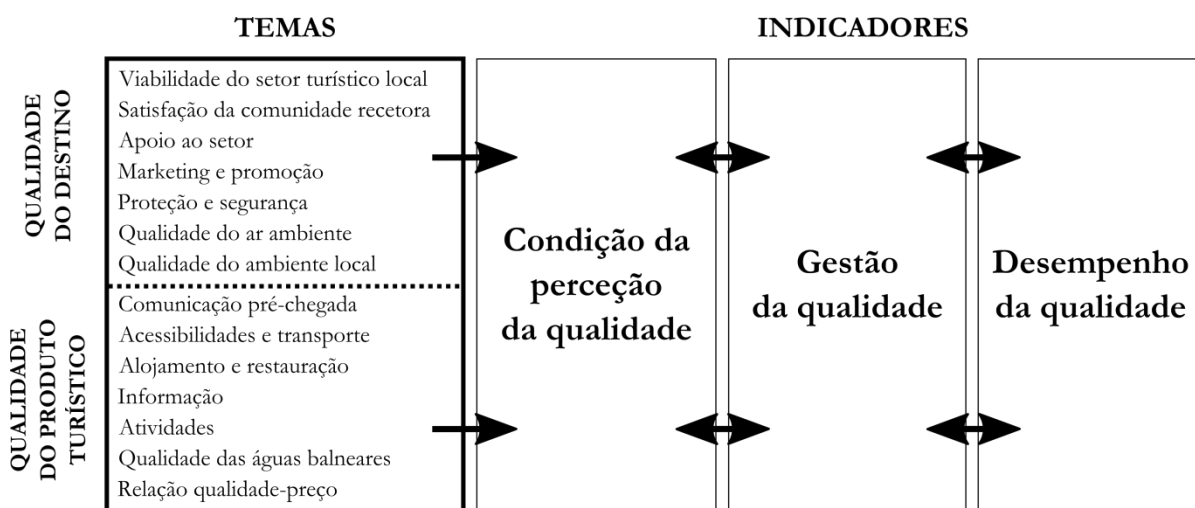 TEMAS
INDICADORES
QUALIDADE
DO DESTINO
Viabilidade do setor turístico local
Satisfação da comunidade recetora
Apoio ao setor
Marketing e promoção
Proteção e segurança
Qualidade do ar ambiente
Qualidade do ambiente local
QUALIDADE
DO PRODUTO
TURÍSTICO
Comunicação pré-chegada
Acessibilidades e transporte
Alojamento e restauração
Informação
Atividades
Qualidade das águas balneares
Relação qualidade-preço
Condição da
perceção
da qualidade
Gestão
da qualidade
Desempenho
da qualidade